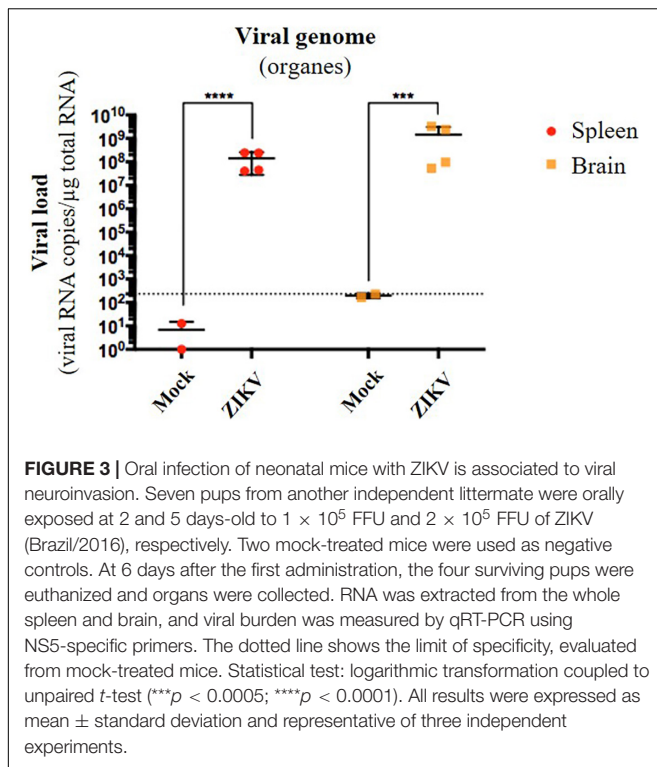 Viral genome
(organes)
**** ***
Viral load
(viral RNA copies/µg total RNA)
10¹⁰
10⁹
10⁸
10⁷
10⁶
10⁵
10⁴
10³
10²
10¹
10⁰
Mock
ZIKV
Mock
ZIKV
Spleen
Brain
FIGURE 3 | Oral infection of neonatal mice with ZIKV is associated to viral
neuroinvasion. Seven pups from another independent littermate were orally
exposed at 2 and 5 days-old to 1 × 10⁵ FFU and 2 × 10⁵ FFU of ZIKV
(Brazil/2016), respectively. Two mock-treated mice were used as negative
controls. At 6 days after the first administration, the four surviving pups were
euthanized and organs were collected. RNA was extracted from the whole
spleen and brain, and viral burden was measured by qRT-PCR using
NS5-specific primers. The dotted line shows the limit of specificity, evaluated
from mock-treated mice. Statistical test: logarithmic transformation coupled to
unpaired t-test (***p < 0.0005; ****p < 0.0001). All results were expressed as
mean ± standard deviation and representative of three independent
experiments.